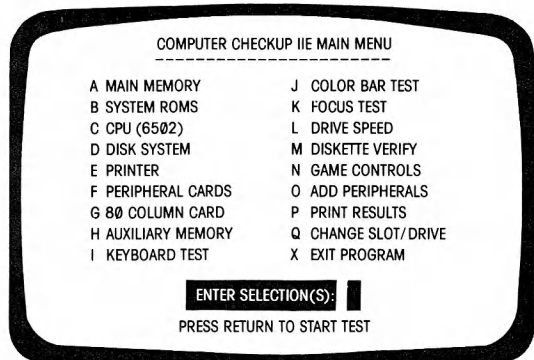 COMPUTER CHECKUP IIE MAIN MENU
------------------------
A MAIN MEMORY
B SYSTEM ROMS
C CPU (6502)
D DISK SYSTEM
E PRINTER
F PERIPHERAL CARDS
G 80 COLUMN CARD
H AUXILIARY MEMORY
I KEYBOARD TEST
J COLOR BAR TEST
K FOCUS TEST
L DRIVE SPEED
M DISKETTE VERIFY
N GAME CONTROLS
O ADD PERIPHERALS
P PRINT RESULTS
Q CHANGE SLOT/DRIVE
X EXIT PROGRAM
ENTER SELECTION(S):
PRESS RETURN TO START TEST